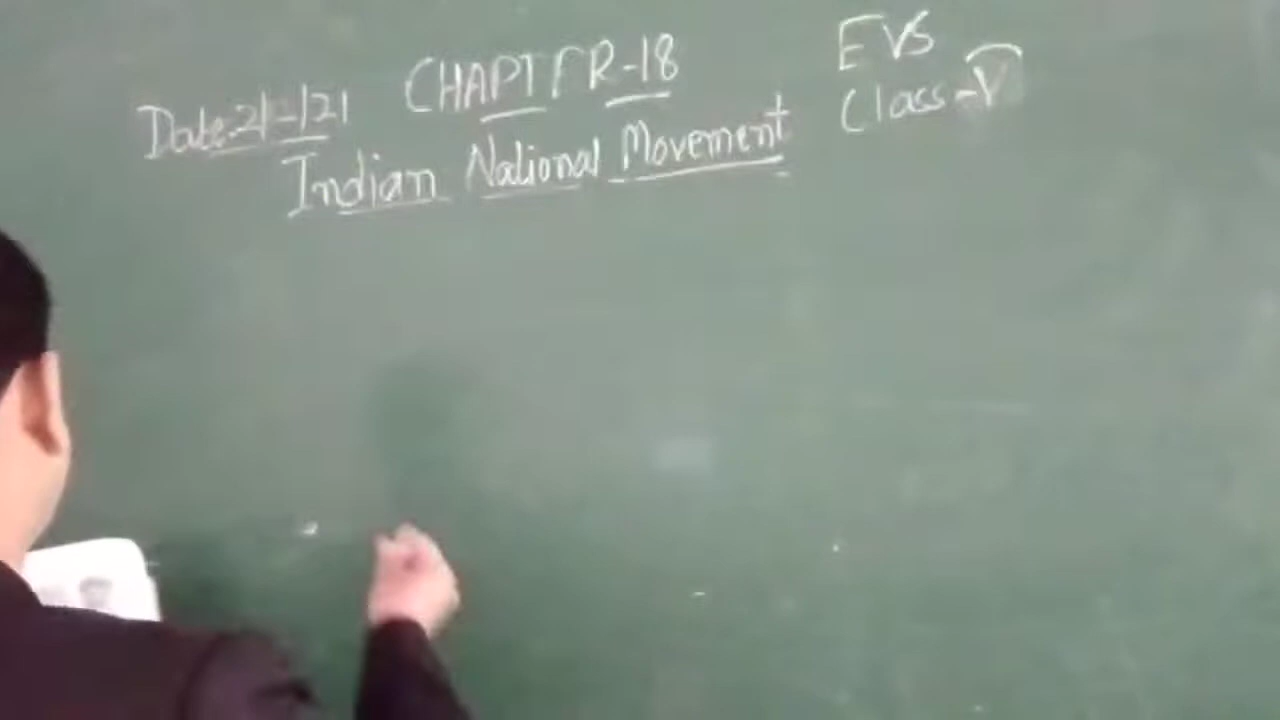 CHAPTER-18
EVS
Date:21-1-21
Class-V
Indian National Movement